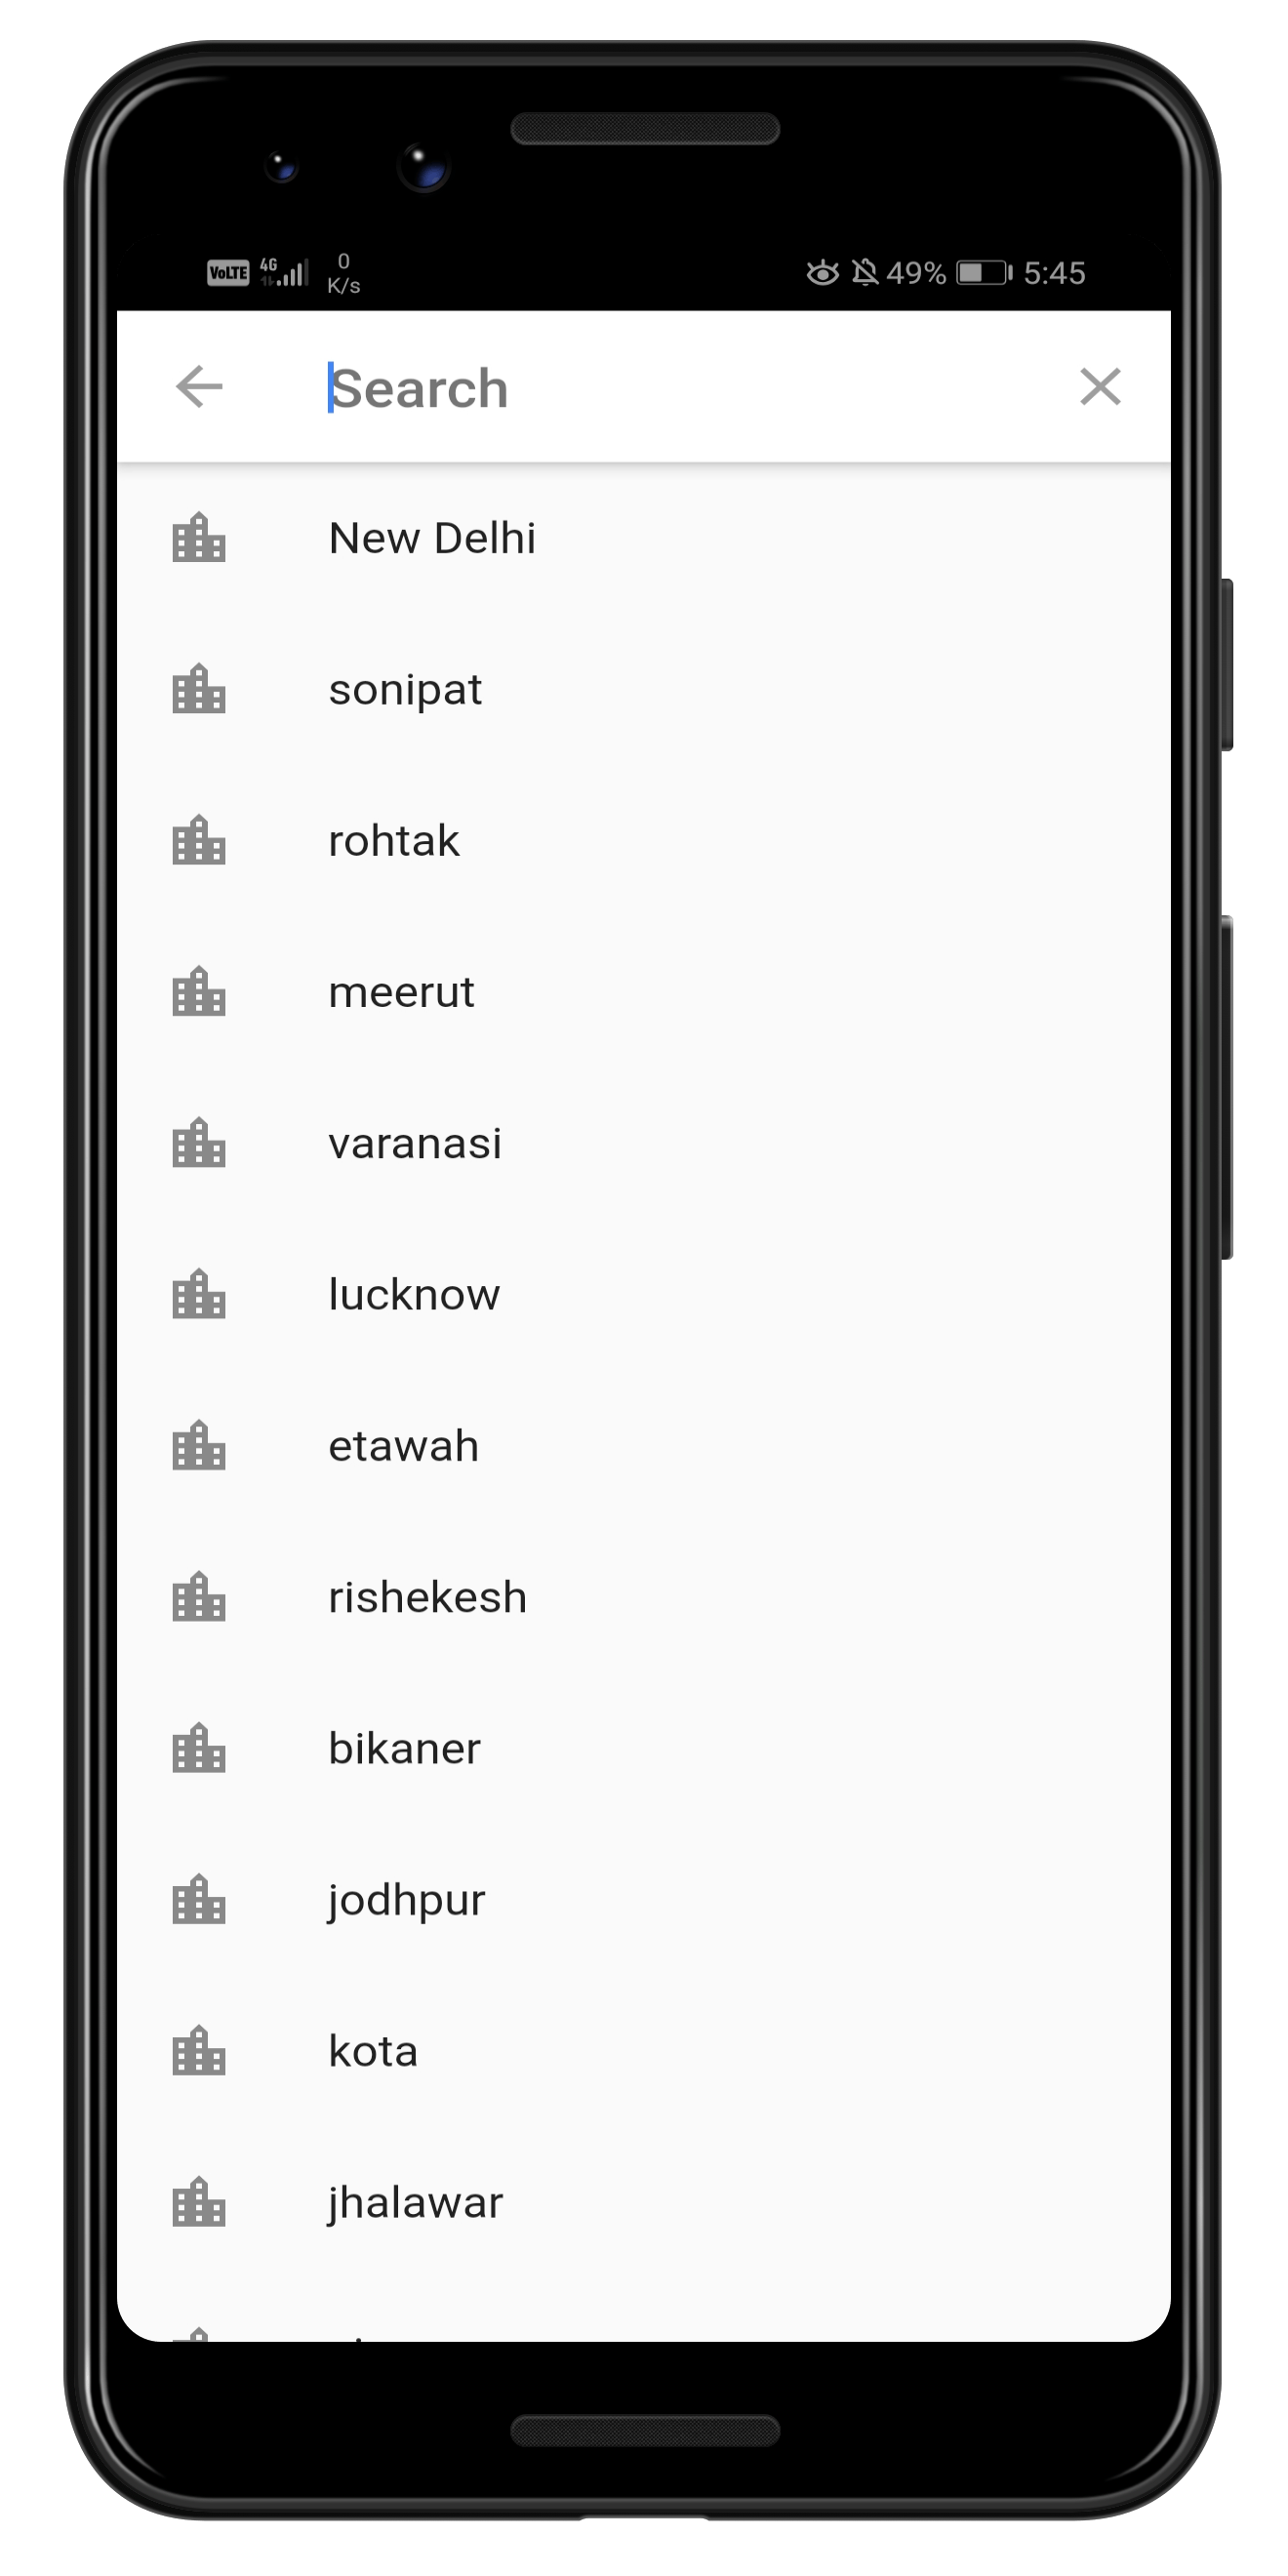 VoLTE 4G 0 K/s 49% 5:45
Search
New Delhi
sonipat
rohtak
meerut
varanasi
lucknow
etawah
rishekesh
bikaner
jodhpur
kota
jhalawar